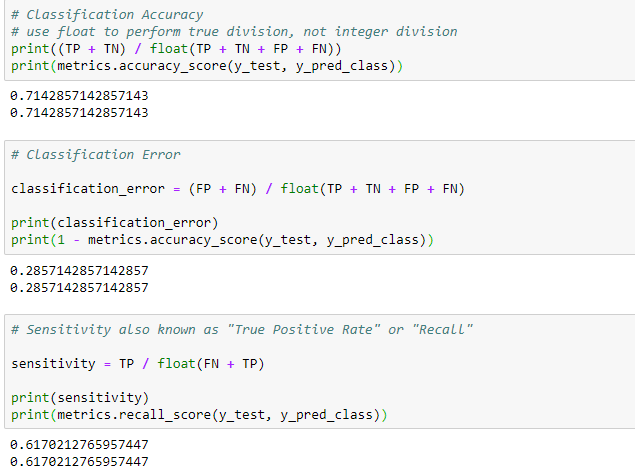 # Classification Accuracy
# use float to perform true division, not integer division
print((TP + TN) / float(TP + TN + FP + FN))
print(metrics.accuracy_score(y_test, y_pred_class))
0.7142857142857143
0.7142857142857143
# Classification Error
classification_error = (FP + FN) / float(TP + TN + FP + FN)
print(classification_error)
print(1 - metrics.accuracy_score(y_test, y_pred_class))
0.2857142857142857
0.2857142857142857
# Sensitivity also known as "True Positive Rate" or "Recall"
sensitivity = TP / float(FN + TP)
print(sensitivity)
print(metrics.recall_score(y_test, y_pred_class))
0.6170212765957447
0.6170212765957447